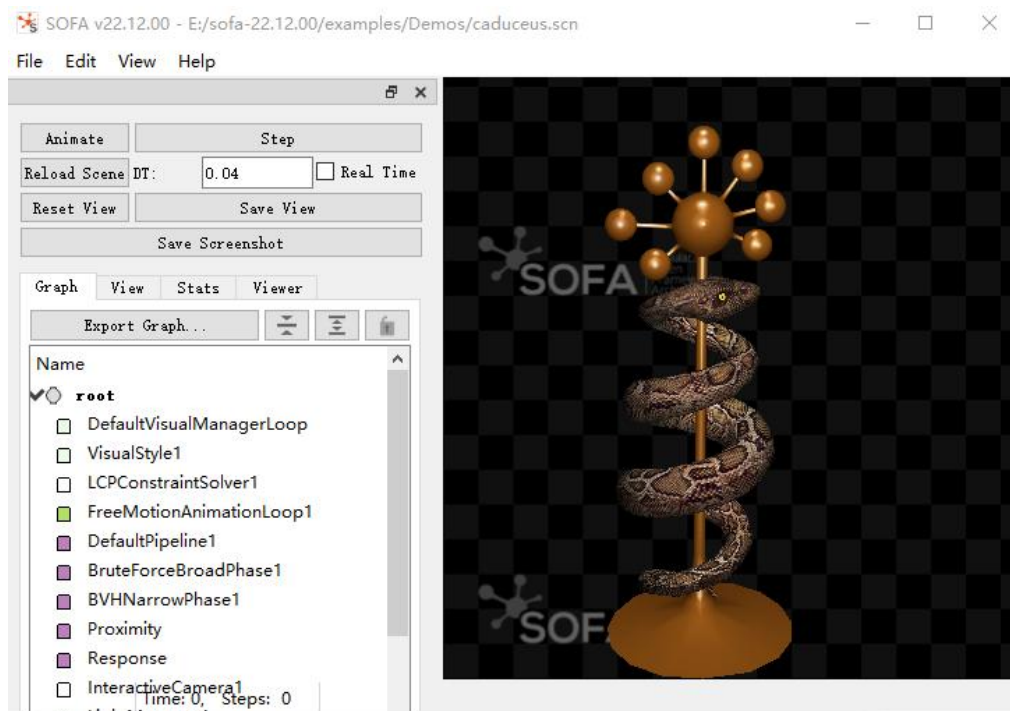 SOFA v22.12.00 - E:/sofa-22.12.00/examples/Demos/caduceus.scn
File Edit View Help
Animate Step
Reload Scene DT: 0.04 Real Time
Reset View Save View
Save Screenshot
Graph View Stats Viewer
Export Graph...
Name
root
DefaultVisualManagerLoop
VisualStyle1
LCPConstraintSolver1
FreeMotionAnimationLoop1
DefaultPipeline1
BruteForceBroadPhase1
BVHNarrowPhase1
Proximity
Response
InteractiveCamera1
Time: 0, Steps: 0
SOFA
SOF